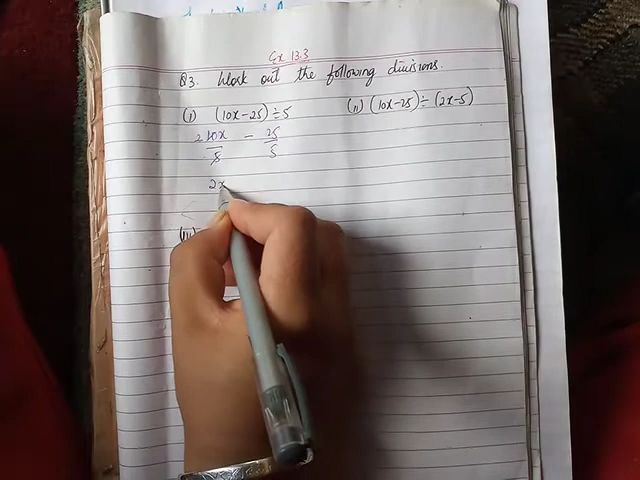 Ex 13.3
Q3. Work out the following divisions.
(i) (10x-25)÷5 (ii) (10x-25)÷(2x-5)
2 10x/5 - 25/5
2x
(iii)